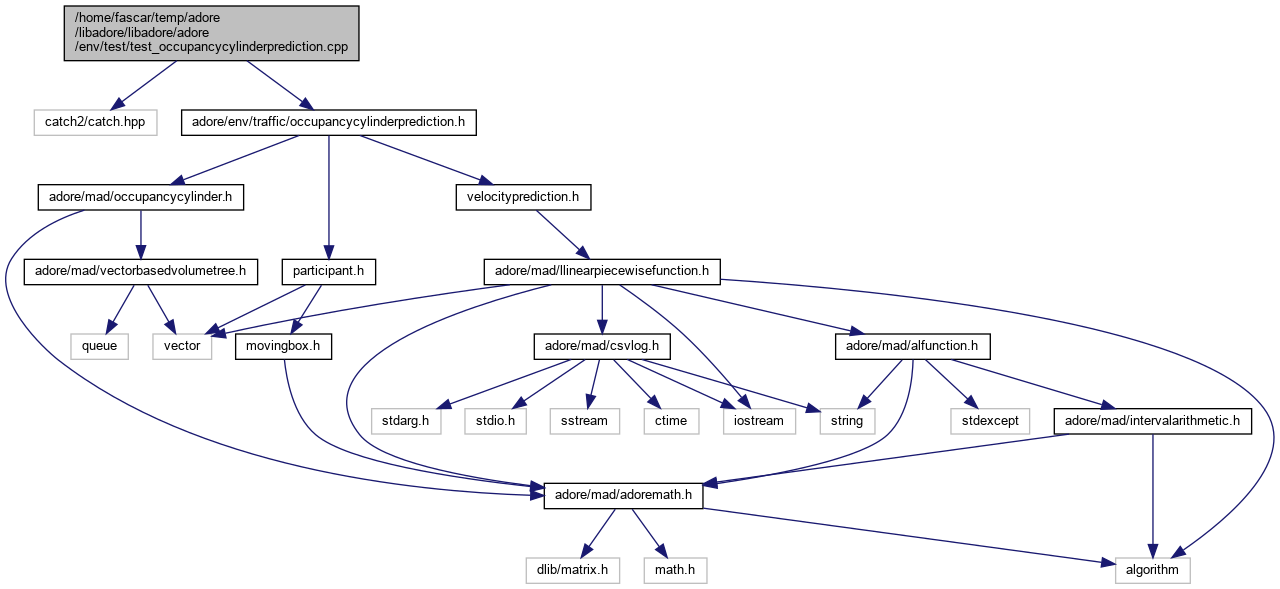 /home/fascar/temp/adore
/libadore/libadore/adore
/env/test/test_occupancycylinderprediction.cpp
catch2/catch.hpp
adore/env/traffic/occupancycylinderprediction.h
adore/mad/occupancycylinder.h
velocityprediction.h
adore/mad/vectorbasedvolumetree.h
participant.h
adore/mad/llinearpiecewisefunction.h
queue
vector
movingbox.h
adore/mad/csvlog.h
adore/mad/alfunction.h
stdarg.h
stdio.h
sstream
ctime
iostream
string
stdexcept
adore/mad/intervalarithmetic.h
adore/mad/adoremath.h
dlib/matrix.h
math.h
algorithm